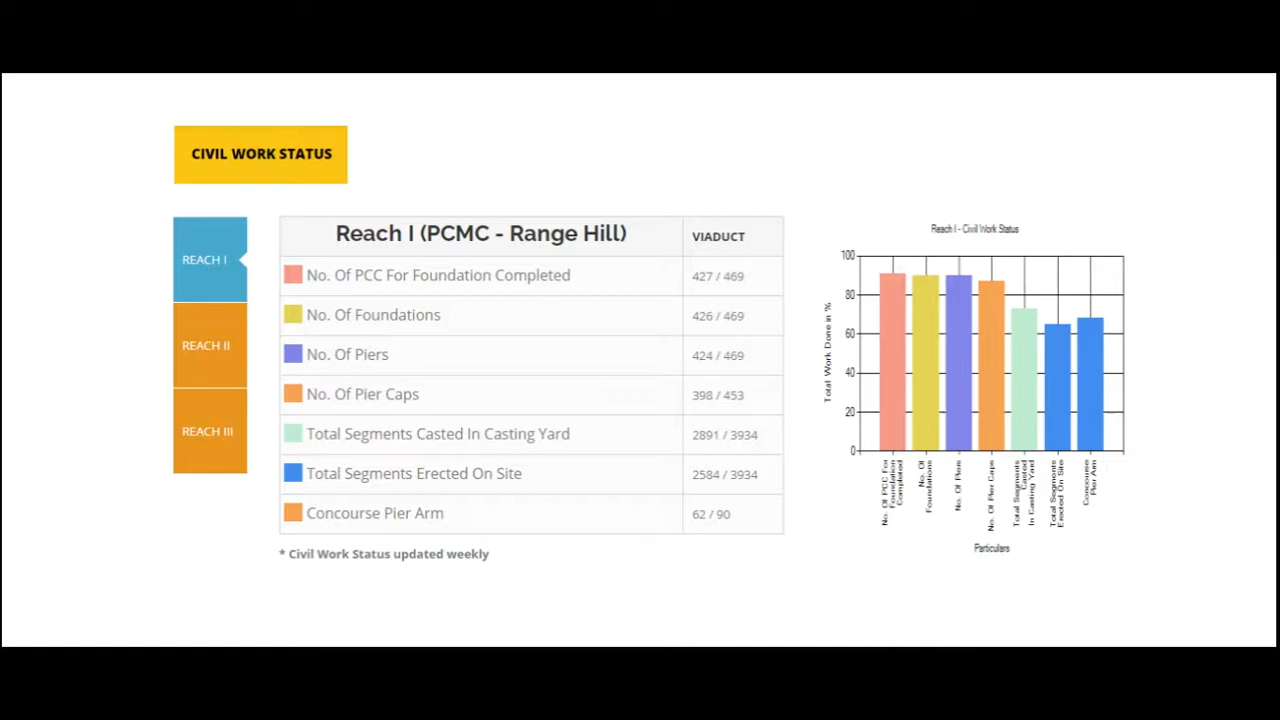 CIVIL WORK STATUS
REACH I
REACH II
REACH III
Reach I (PCMC - Range Hill) VIADUCT
No. Of PCC For Foundation Completed 427 / 469
No. Of Foundations 426 / 469
No. Of Piers 424 / 469
No. Of Pier Caps 398 / 453
Total Segments Casted In Casting Yard 2891 / 3934
Total Segments Erected On Site 2584 / 3934
Concourse Pier Arm 62 / 90
* Civil Work Status updated weekly
Reach I - Civil Work Status
Total Work Done in %
100
80
60
40
20
0
No. Of PCC For
Foundation
Completed
No. Of
Foundations
No. Of Piers
No. Of Pier Caps
Total Segments
Casted
In Casting Yard
Total Segments
Erected On Site
Concourse
Pier Arm
Particulars